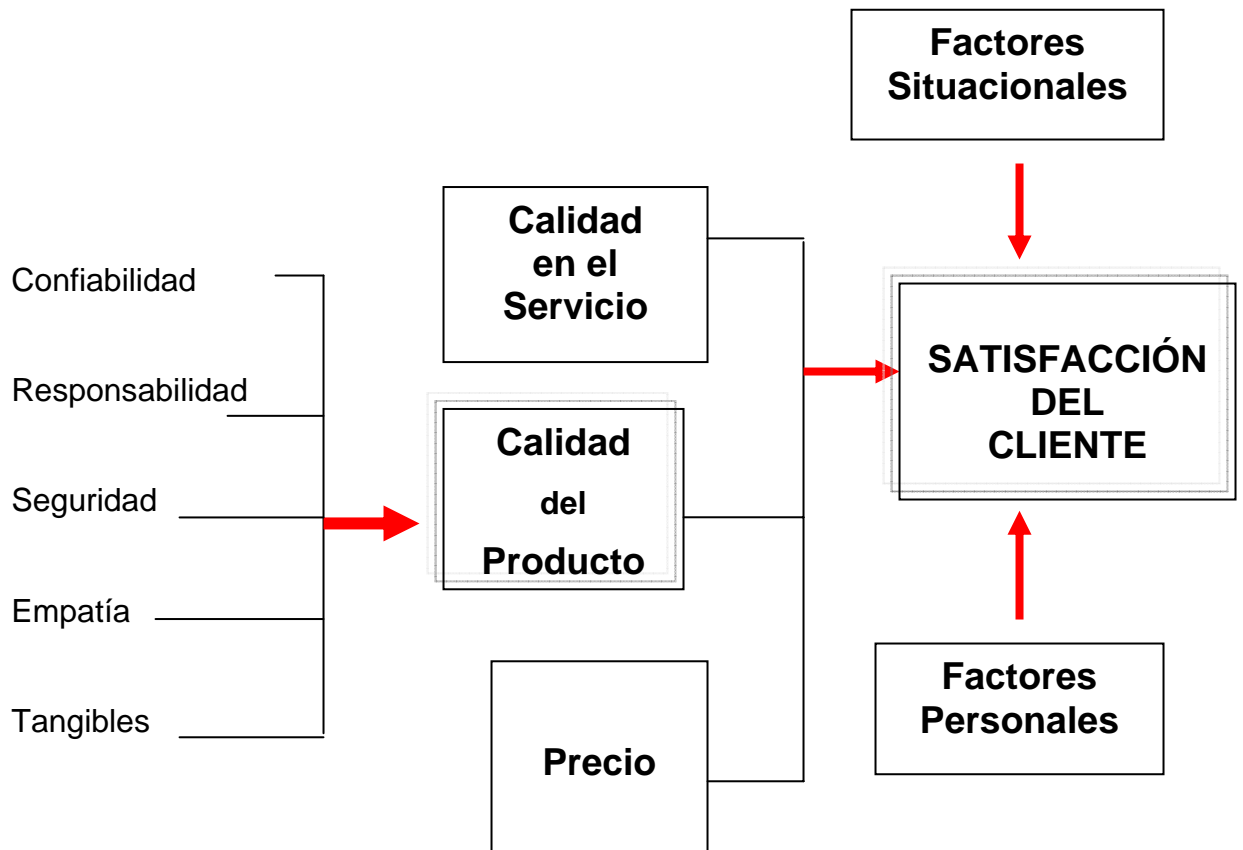 Factores
Situacionales
Calidad
en el
Servicio
Confiabilidad
Responsabilidad
Seguridad
Empatía
Tangibles
Calidad
del
Producto
Precio
SATISFACCIÓN
DEL
CLIENTE
Factores
Personales